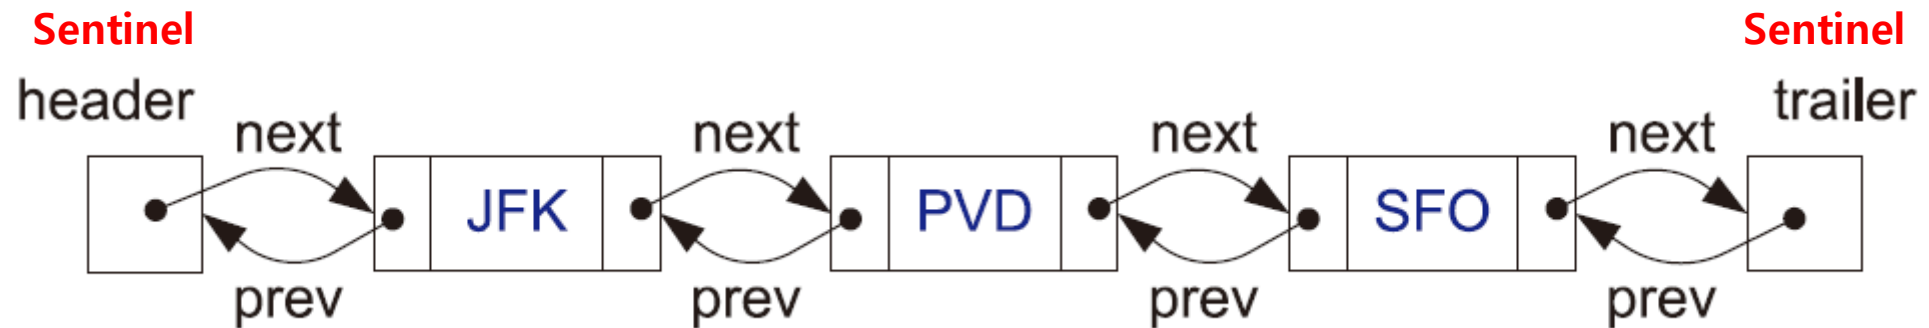 Sentinel Sentinel
header trailer
next next next next
JFK PVD SFO
prev prev prev prev